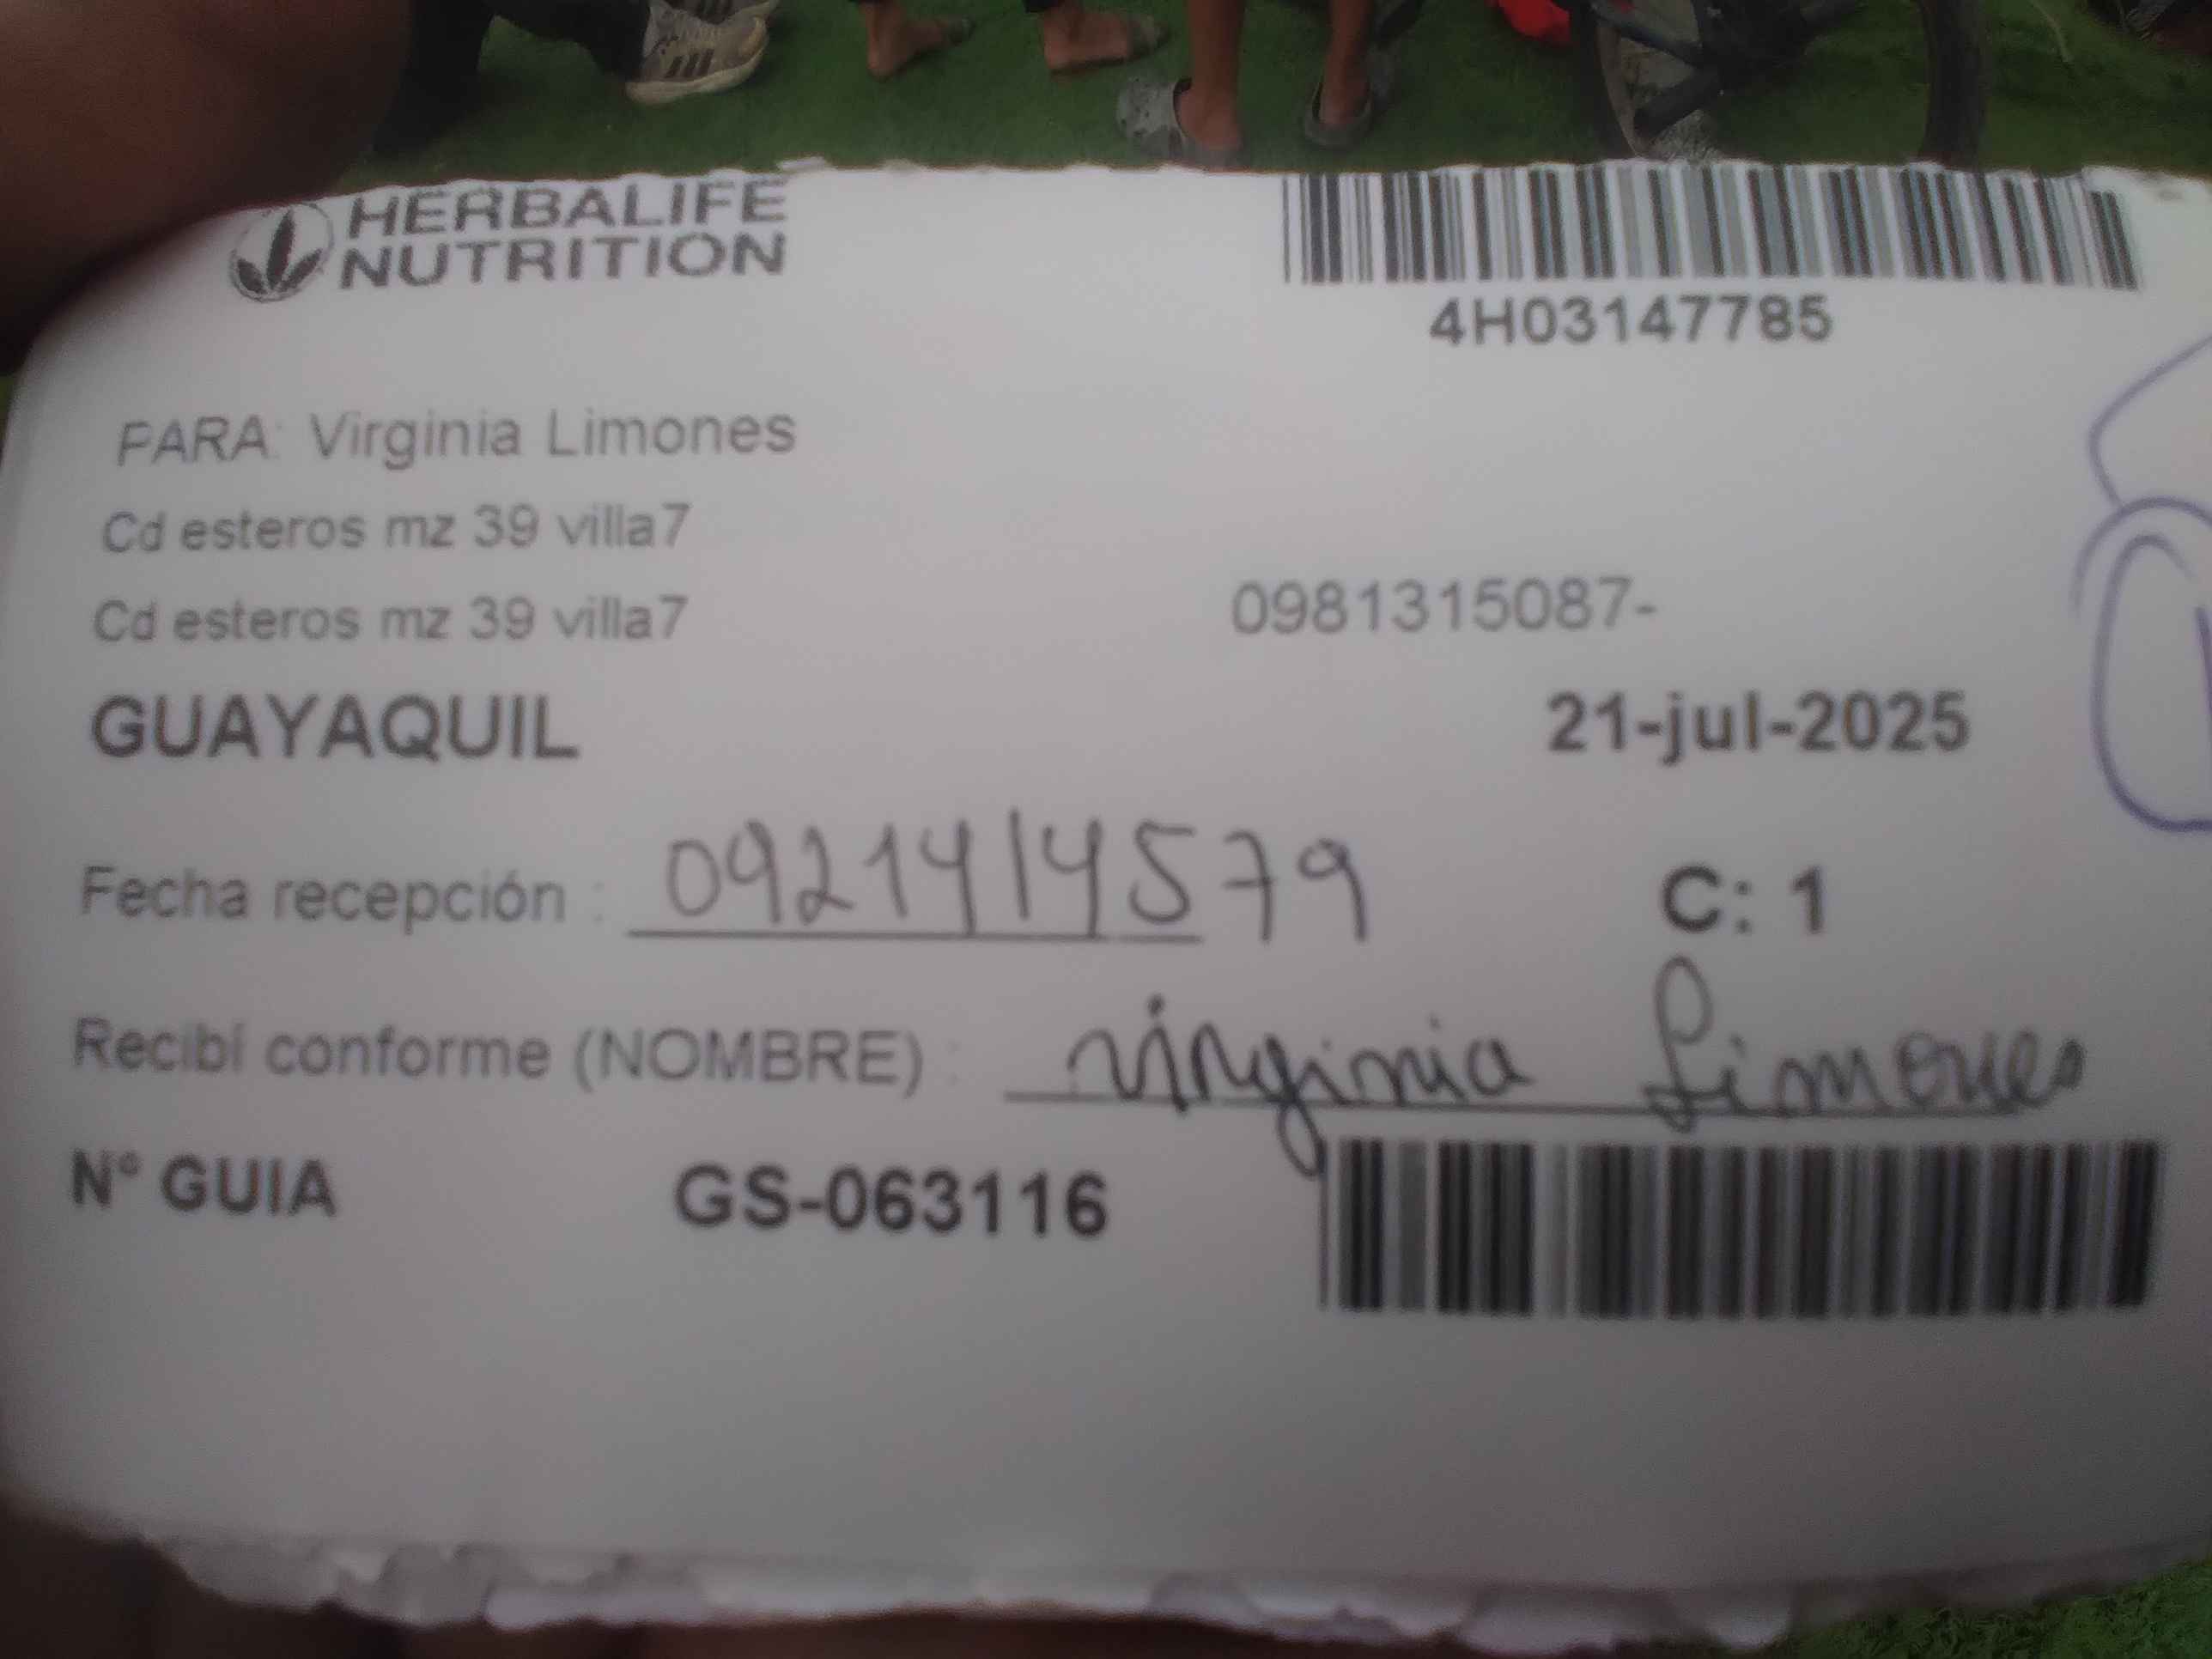 HERBALIFE
NUTRITION
4H03147785
PARA: Virginia Limones
Cd esteros mz 39 villa7
Cd esteros mz 39 villa7
0981315087-
GUAYAQUIL
21-jul-2025
Fecha recepción : 0921414579
C: 1
Recibí conforme (NOMBRE) : virginia Limones
N° GUIA GS-063116